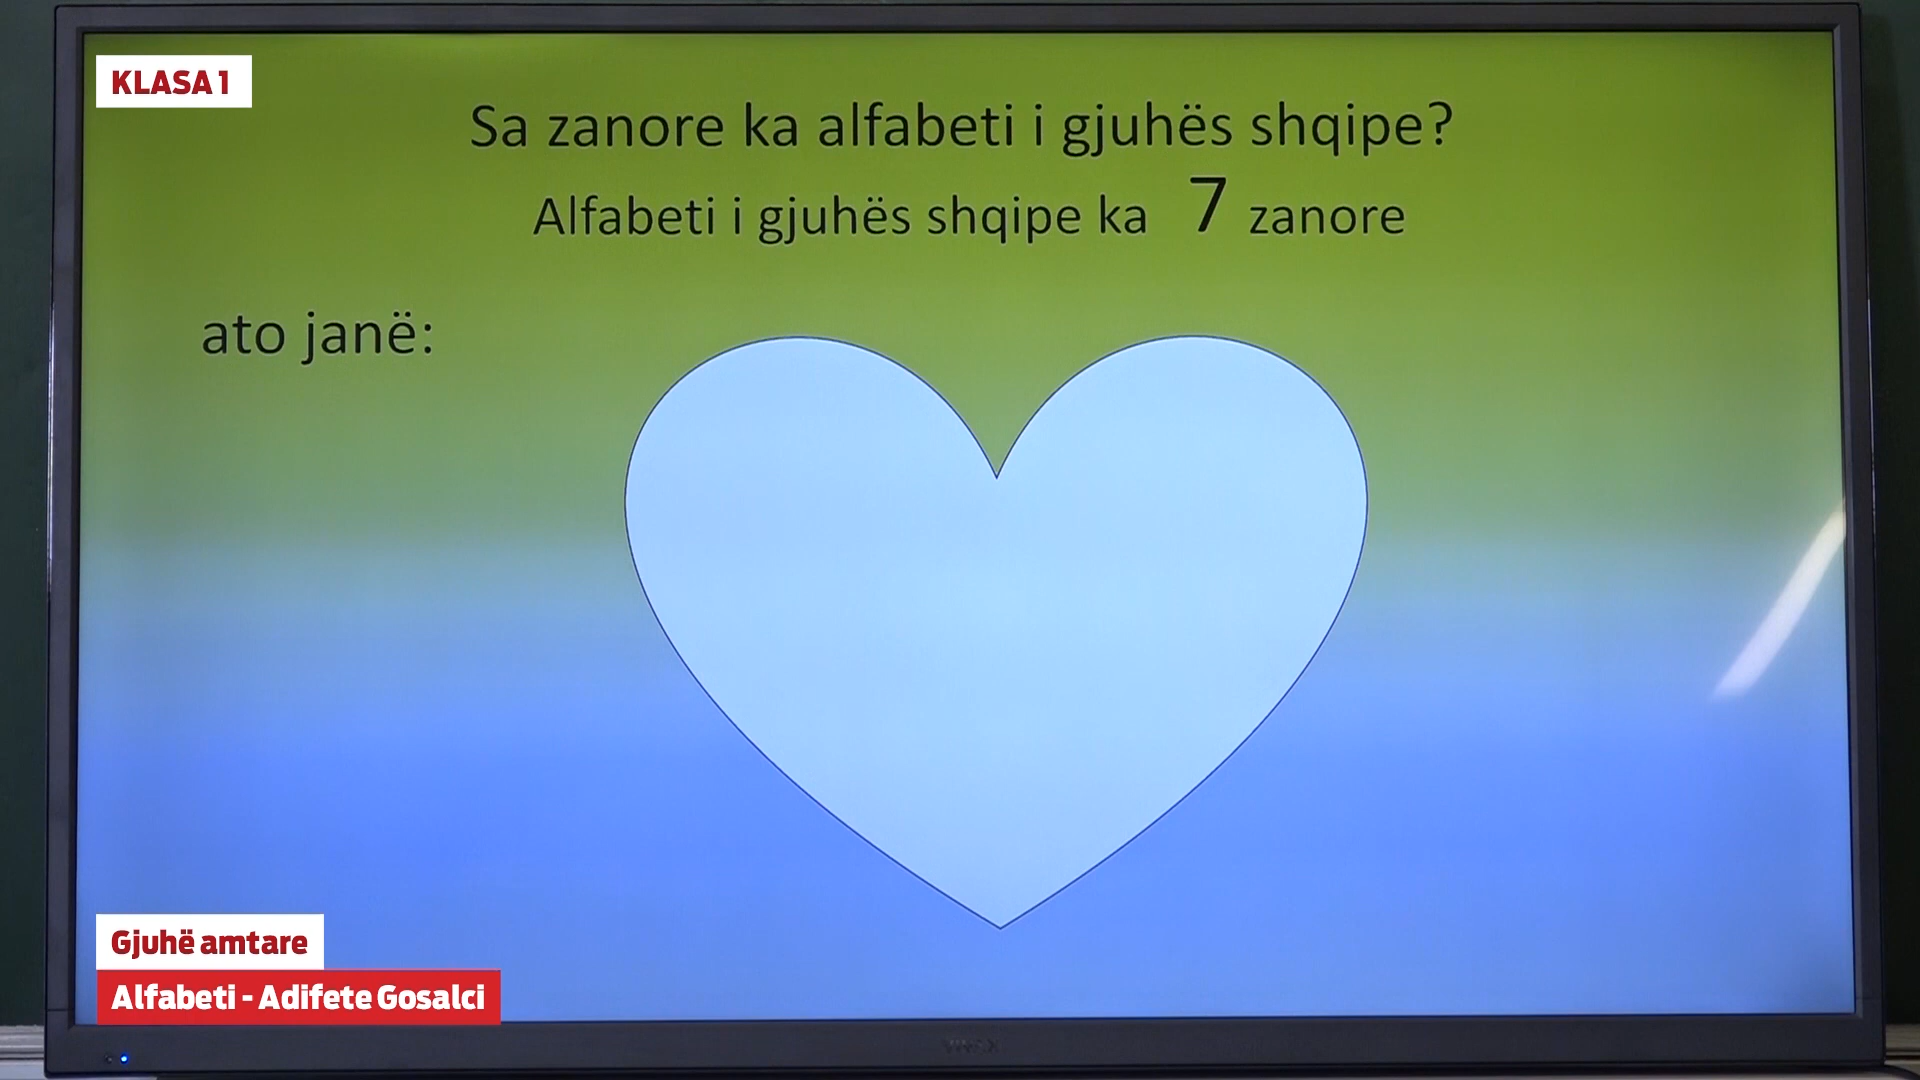 KLASA 1
Sa zanore ka alfabeti i gjuhës shqipe?
Alfabeti i gjuhës shqipe ka 7 zanore
ato janë:
Gjuhë amtare
Alfabeti - Adifete Gosalci